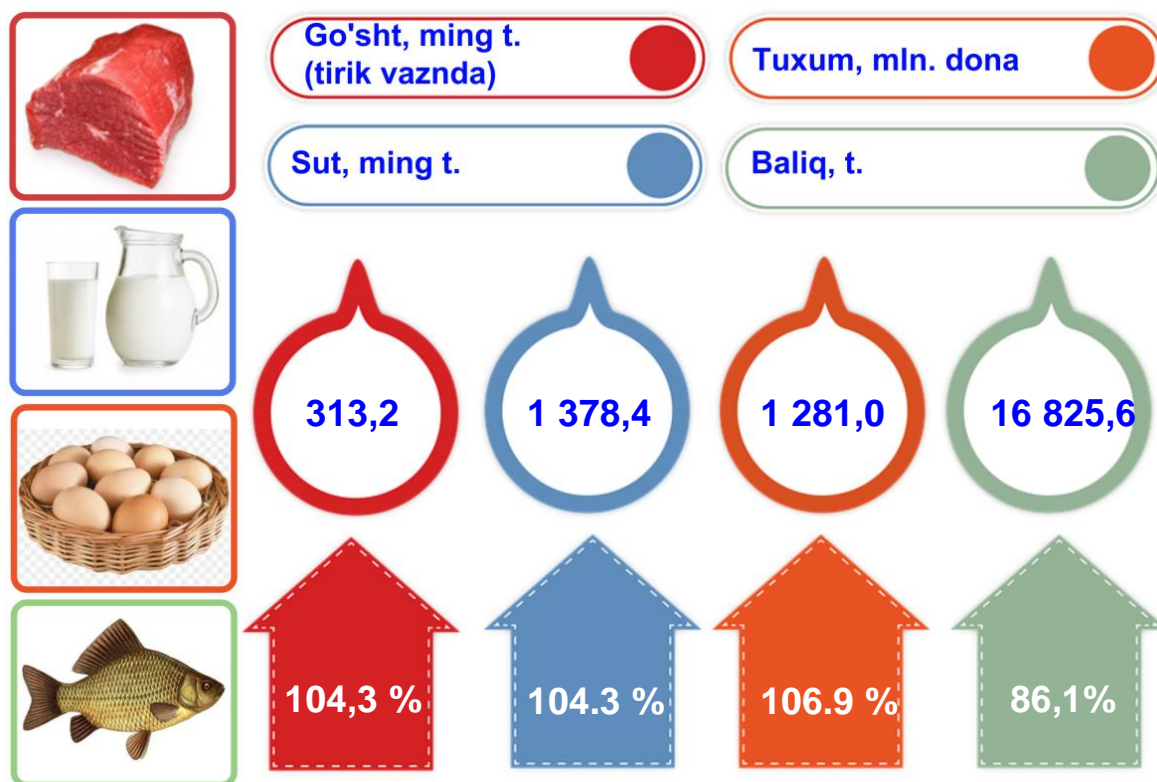 Go'sht, ming t.
(tirik vaznda)
Tuxum, mln. dona
Sut, ming t.
Baliq, t.
313,2
1 378,4
1 281,0
16 825,6
104,3 %
104.3 %
106.9 %
86,1%